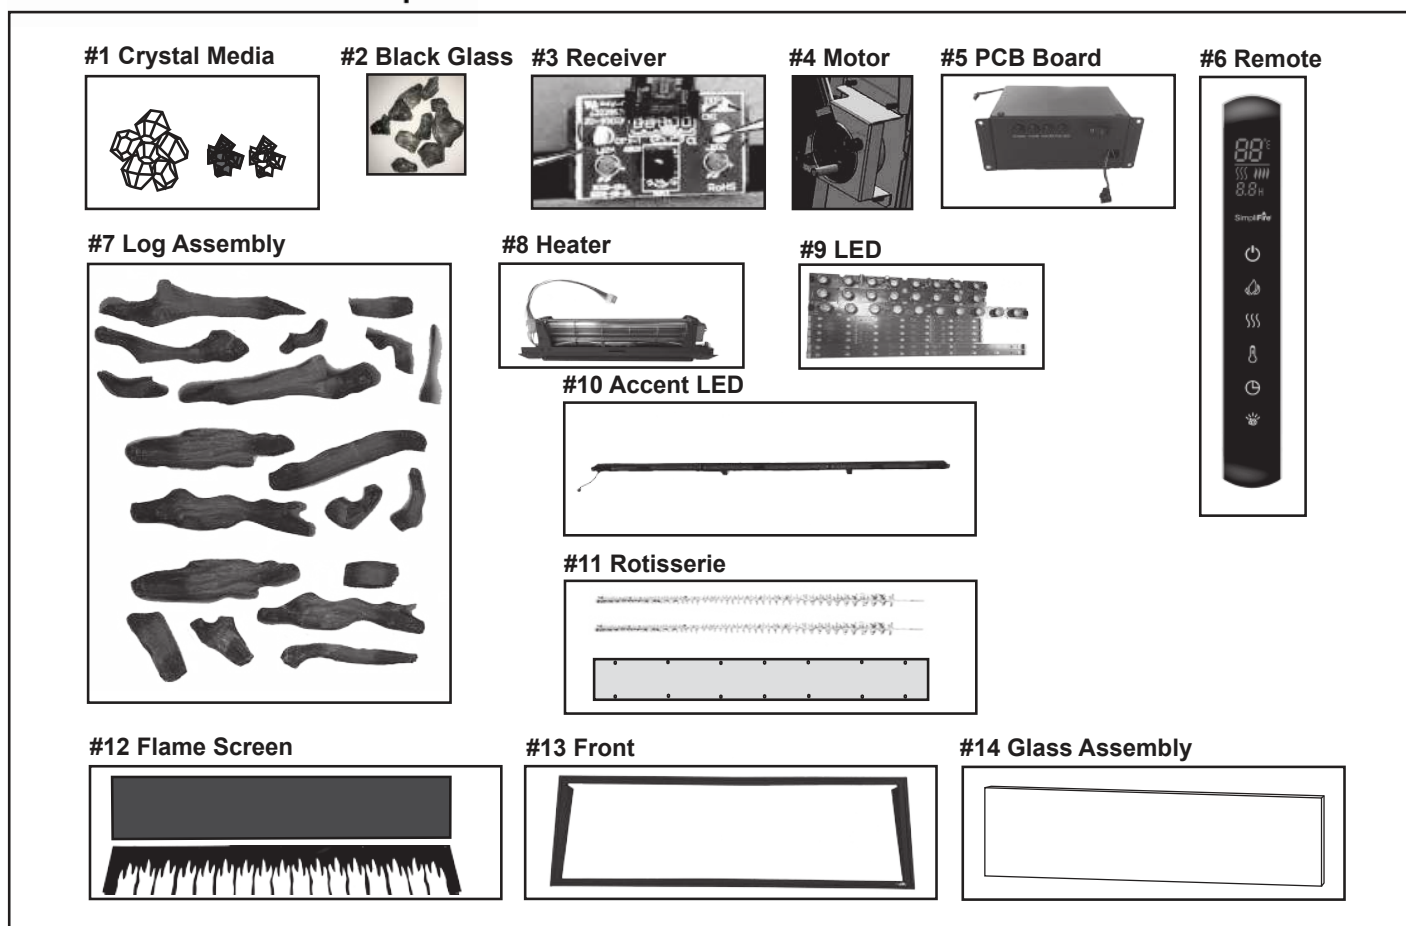 #1 Crystal Media
#2 Black Glass
#3 Receiver
#4 Motor
#5 PCB Board
#6 Remote
RoHS
88°c
8.8H
SimpliFire
#7 Log Assembly
#8 Heater
#9 LED
#10 Accent LED
#11 Rotisserie
#12 Flame Screen
#13 Front
#14 Glass Assembly